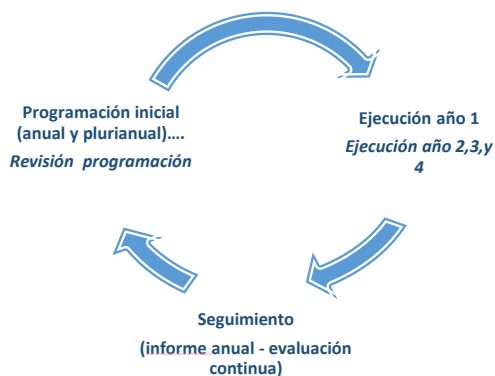 Programación inicial
(anual y plurianual)....
Revisión  programación
Ejecución año 1
Ejecución año 2,3,y
4
Seguimiento
(informe anual - evaluación
continua)